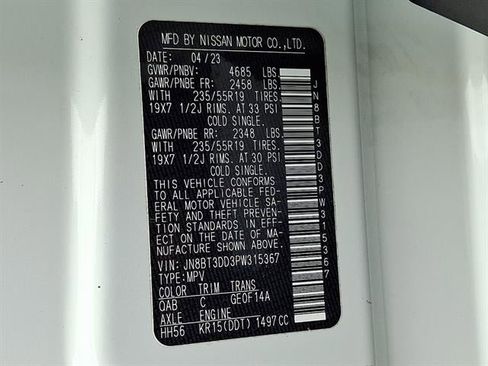 MFD BY NISSAN MOTOR CO.,LTD.
DATE: 04/23
GVWR/PNBV: 4685 LBS.
GAWR/PNBE FR: 2458 LBS.
WITH 235/55R19 TIRES.
19X7 1/2J RIMS. AT 33 PSI
COLD SINGLE.
GAWR/PNBE RR: 2348 LBS.
WITH 235/55R19 TIRES.
19X7 1/2J RIMS. AT 30 PSI
COLD SINGLE.
THIS VEHICLE CONFORMS
TO ALL APPLICABLE FED-
ERAL MOTOR VEHICLE SA-
FETY AND THEFT PREVEN-
TION STANDARDS IN EFF-
ECT ON THE DATE OF MA-
NUFACTURE SHOWN ABOVE.
VIN: JN8BT3DD3PW315367
TYPE:MPV
COLOR TRIM TRANS
QAB C GE0F14A
AXLE ENGINE
HH56 KR15(DDT) 1497CC
JN8BT3DD3PW315367